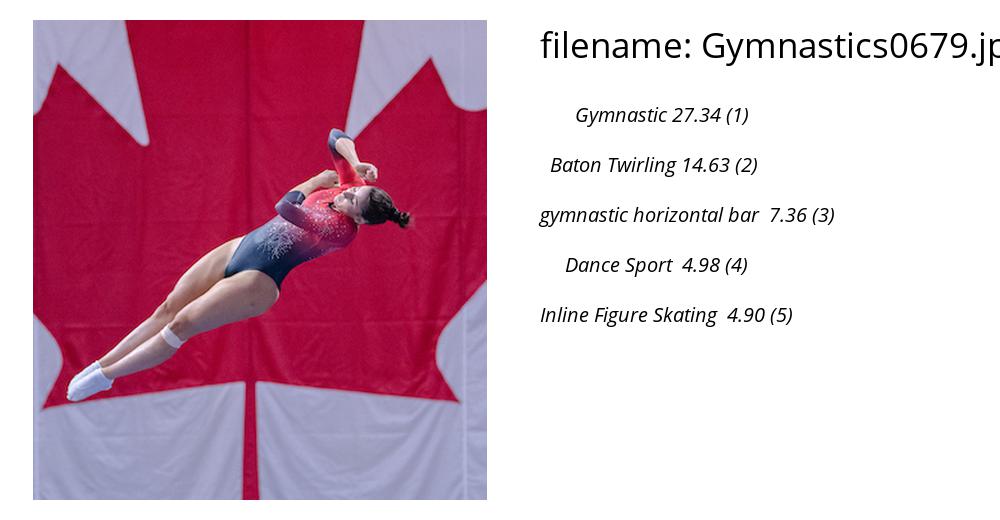 filename: Gymnastics0679.jp
Gymnastic 27.34 (1)
Baton Twirling 14.63 (2)
gymnastic horizontal bar 7.36 (3)
Dance Sport 4.98 (4)
Inline Figure Skating 4.90 (5)